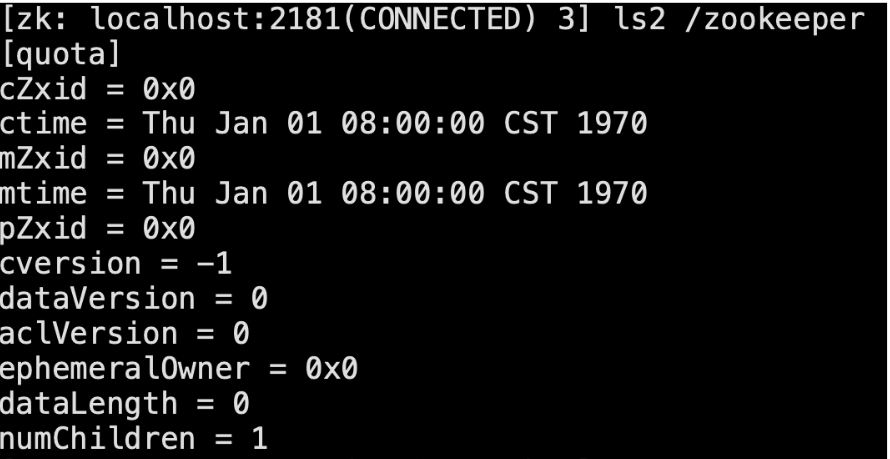 [zk: localhost:2181(CONNECTED) 3] ls2 /zookeeper
[quota]
cZxid = 0x0
ctime = Thu Jan 01 08:00:00 CST 1970
mZxid = 0x0
mtime = Thu Jan 01 08:00:00 CST 1970
pZxid = 0x0
cversion = -1
dataVersion = 0
aclVersion = 0
ephemeralOwner = 0x0
dataLength = 0
numChildren = 1